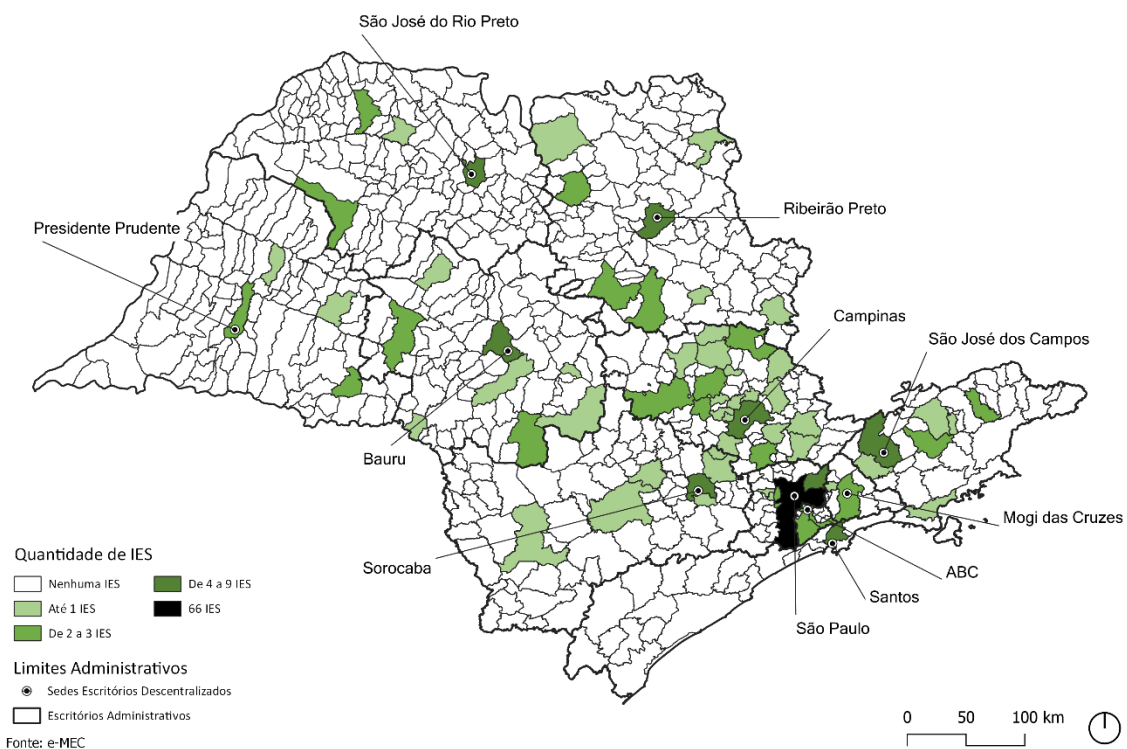 São José do Rio Preto
Presidente Prudente
Ribeirão Preto
Campinas
São José dos Campos
Bauru
Mogi das Cruzes
Sorocaba
ABC
Santos
São Paulo
Quantidade de IES
Nenhuma IES
De 4 a 9 IES
Até 1 IES
66 IES
De 2 a 3 IES
Limites Administrativos
Sedes Escritórios Descentralizados
Escritórios Administrativos
Fonte: e-MEC
0 50 100 km